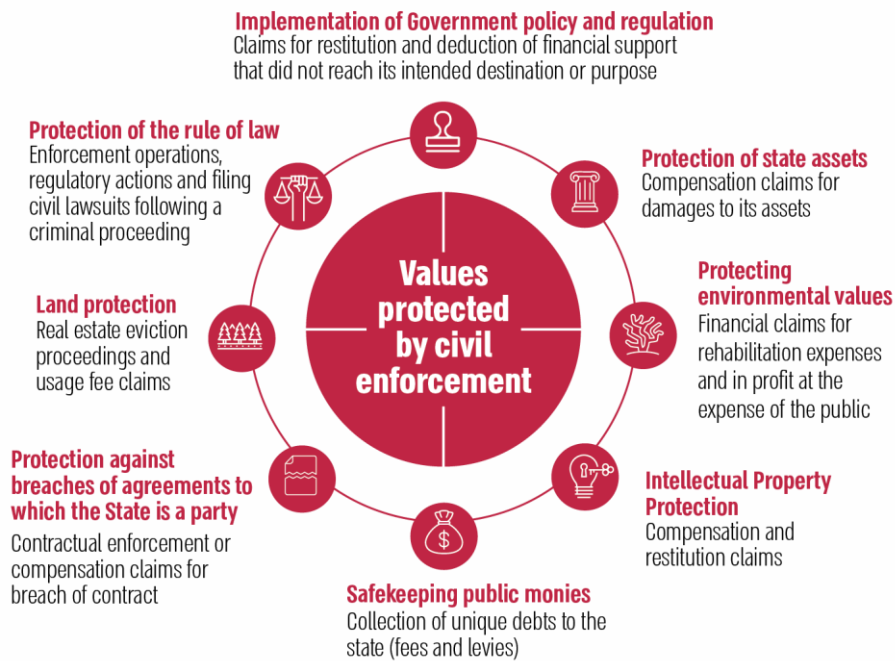 Implementation of Government policy and regulation
Claims for restitution and deduction of financial support
that did not reach its intended destination or purpose
Protection of the rule of law
Enforcement operations,
regulatory actions and filing
civil lawsuits following a
criminal proceeding
Protection of state assets
Compensation claims for
damages to its assets
Values
protected
by civil
enforcement
Land protection
Real estate eviction
proceedings and
usage fee claims
Protecting
environmental values
Financial claims for
rehabilitation expenses
and in profit at the
expense of the public
Protection against
breaches of agreements to
which the State is a party
Contractual enforcement or
compensation claims for
breach of contract
Intellectual Property
Protection
Compensation and
restitution claims
$
Safekeeping public monies
Collection of unique debts to the
state (fees and levies)